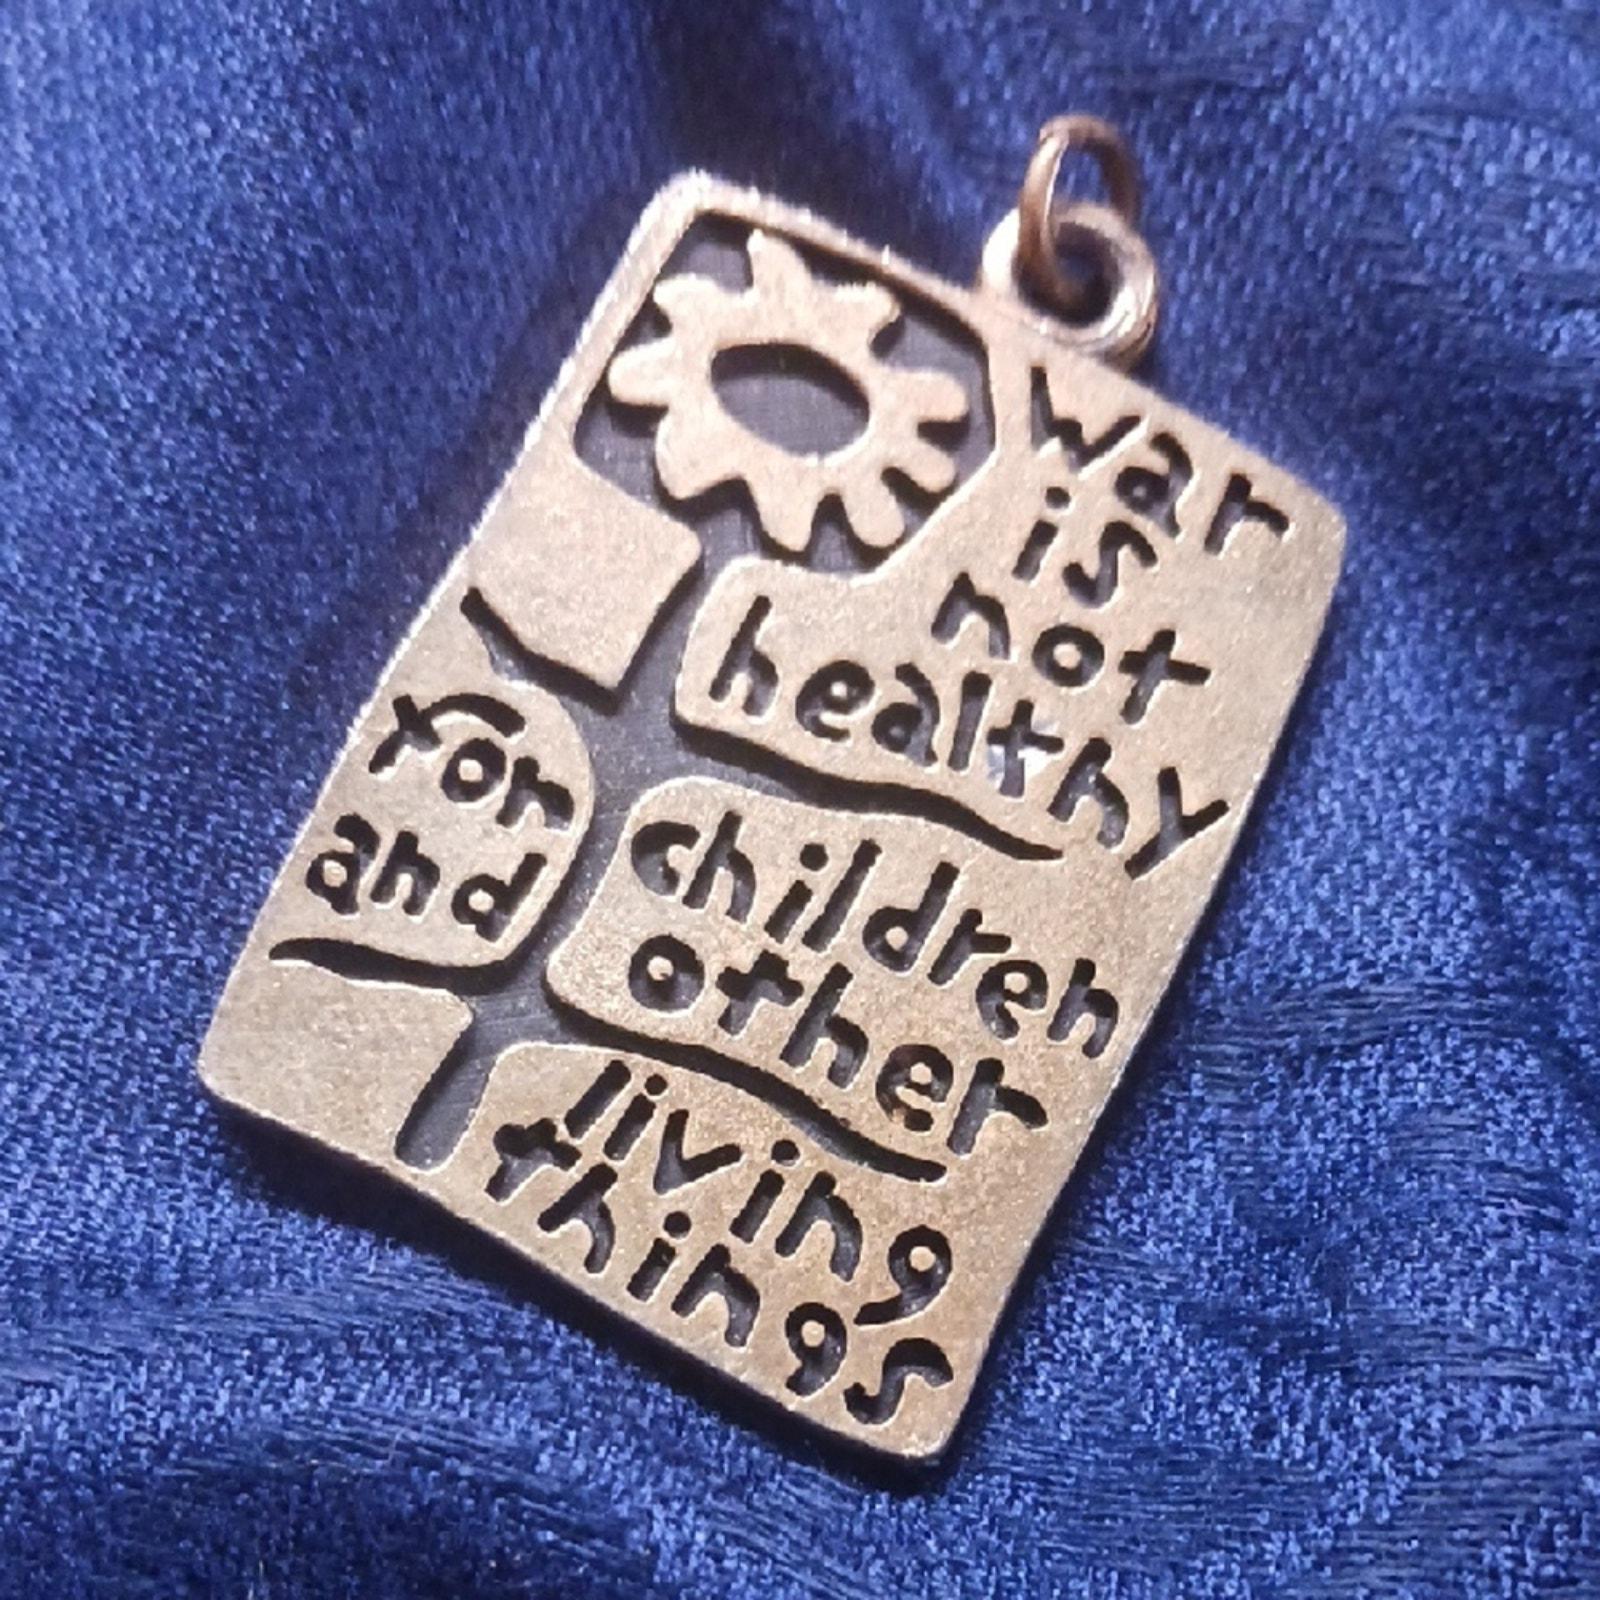 war
is
not
healthy
for children
and other
living
things